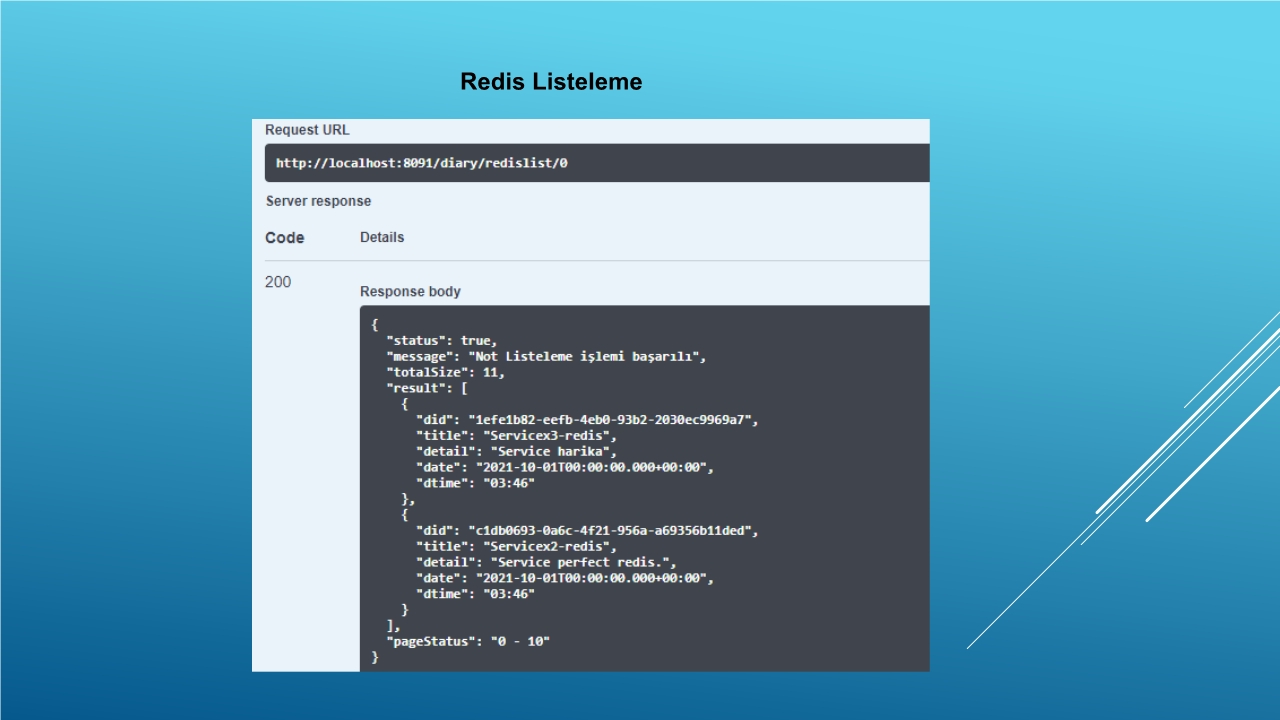 Redis Listeleme
Request URL
http://localhost:8091/diary/redislist/0
Server response
Code Details
200
Response body
{
  "status": true,
  "message": "Not Listeleme işlemi başarılı",
  "totalSize": 11,
  "result": [
    {
      "did": "1efe1b82-eefb-4eb0-93b2-2030ec9969a7",
      "title": "Servicex3-redis",
      "detail": "Service harika",
      "date": "2021-10-01T00:00:00.000+00:00",
      "dtime": "03:46"
    },
    {
      "did": "c1db0693-0a6c-4f21-956a-a69356b11ded",
      "title": "Servicex2-redis",
      "detail": "Service perfect redis.",
      "date": "2021-10-01T00:00:00.000+00:00",
      "dtime": "03:46"
    }
  ],
  "pageStatus": "0 - 10"
}